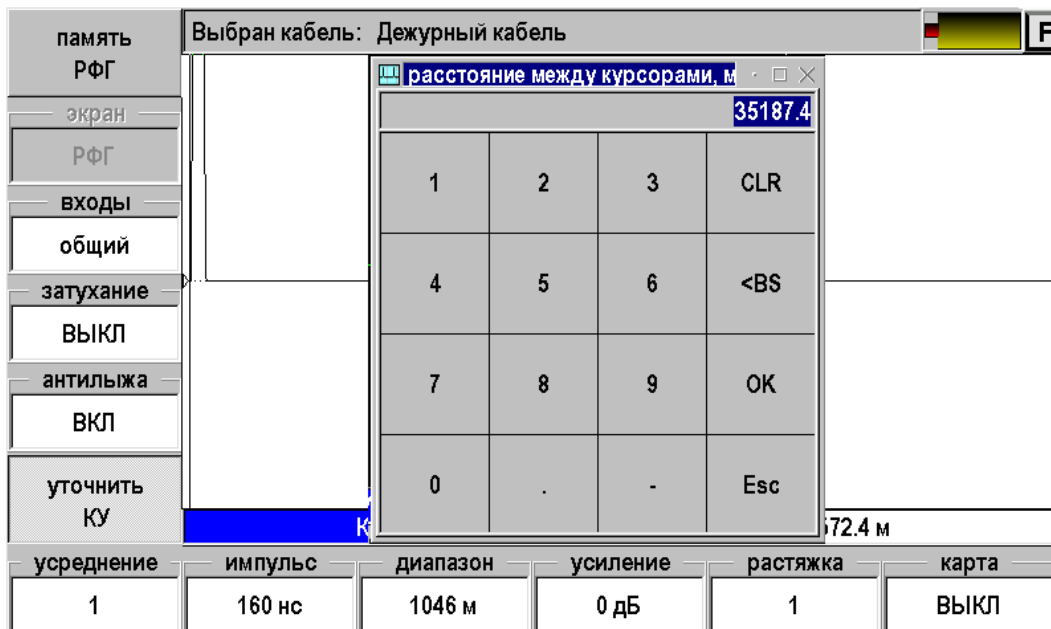 память
РФГ
Выбран кабель: Дежурный кабель
F
экран
РФГ
входы
общий
затухание
ВЫКЛ
антилыжа
ВКЛ
уточнить
КУ
расстояние между курсорами, м
35187.4
1 2 3 CLR
4 5 6 <BS
7 8 9 OK
0 . - Esc
572.4 м
усреднение
1
импульс
160 нс
диапазон
1046 м
усиление
0 дБ
растяжка
1
карта
ВЫКЛ